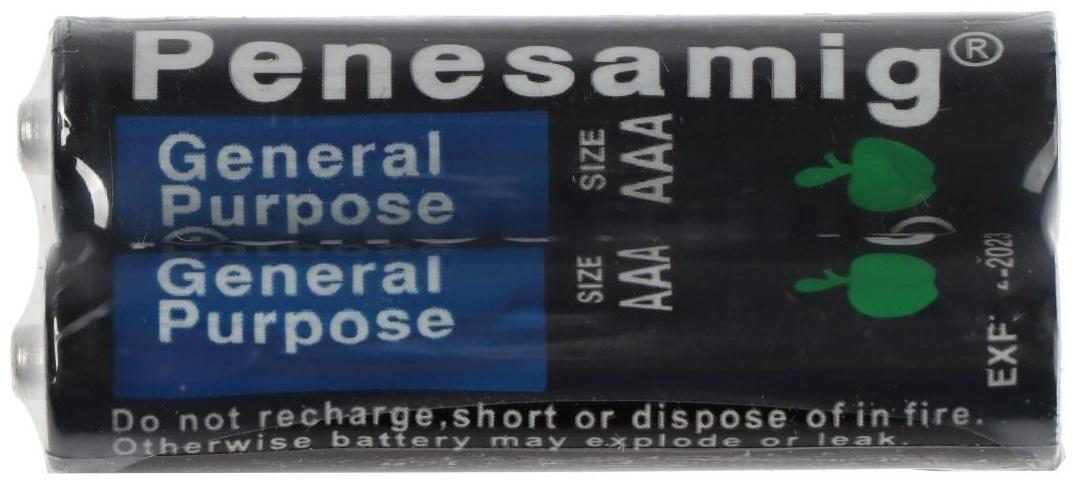 Penesamig®
General
Purpose
SIZE
AAA
General
Purpose
SIZE
AAA
-2023
Do not recharge,short or dispose of in fire.
Otherwise battery may explode or leak.